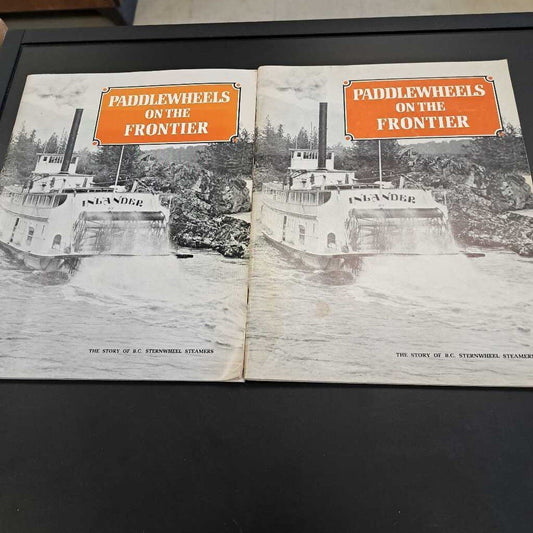 PADDLEWHEELS
ON THE
FRONTIER
INLANDER
THE STORY OF B.C. STERNWHEEL STEAMERS
PADDLEWHEELS
ON THE
FRONTIER
INLANDER
THE STORY OF B.C. STERNWHEEL STEAMERS